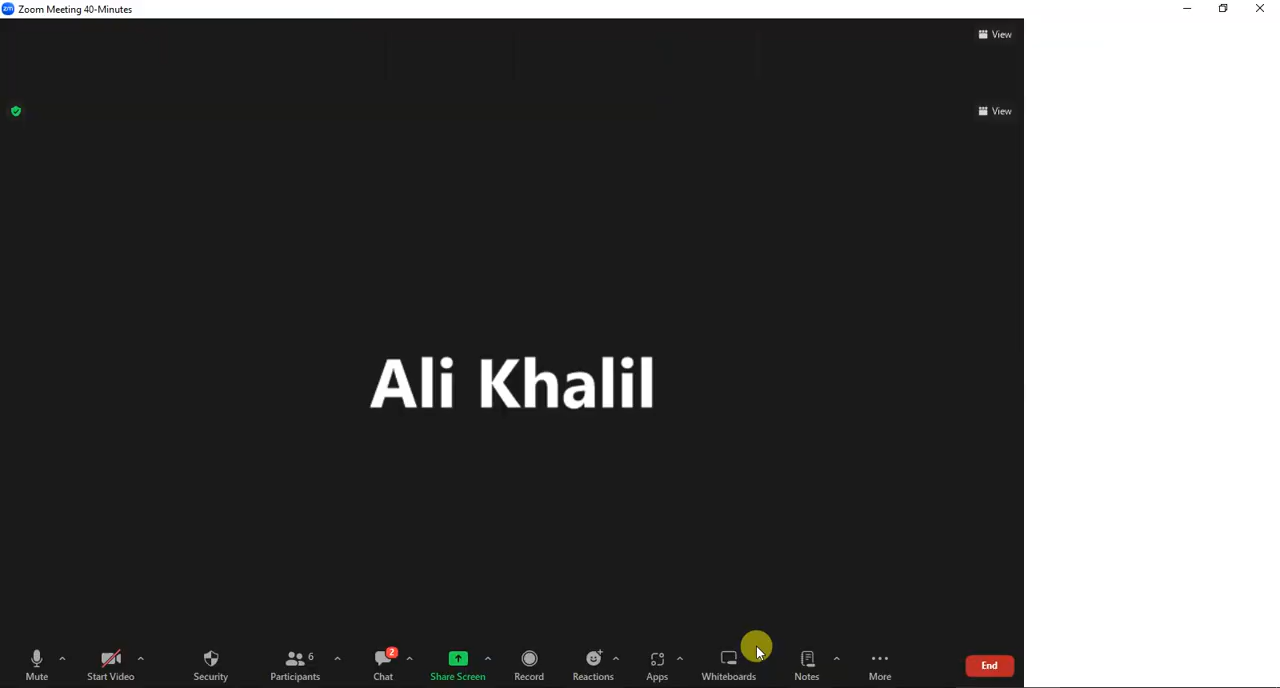 zm Zoom Meeting 40-Minutes
View
View
Ali Khalil
6
2
Mute Start Video Security Participants Chat Share Screen Record Reactions Apps Whiteboards Notes More End